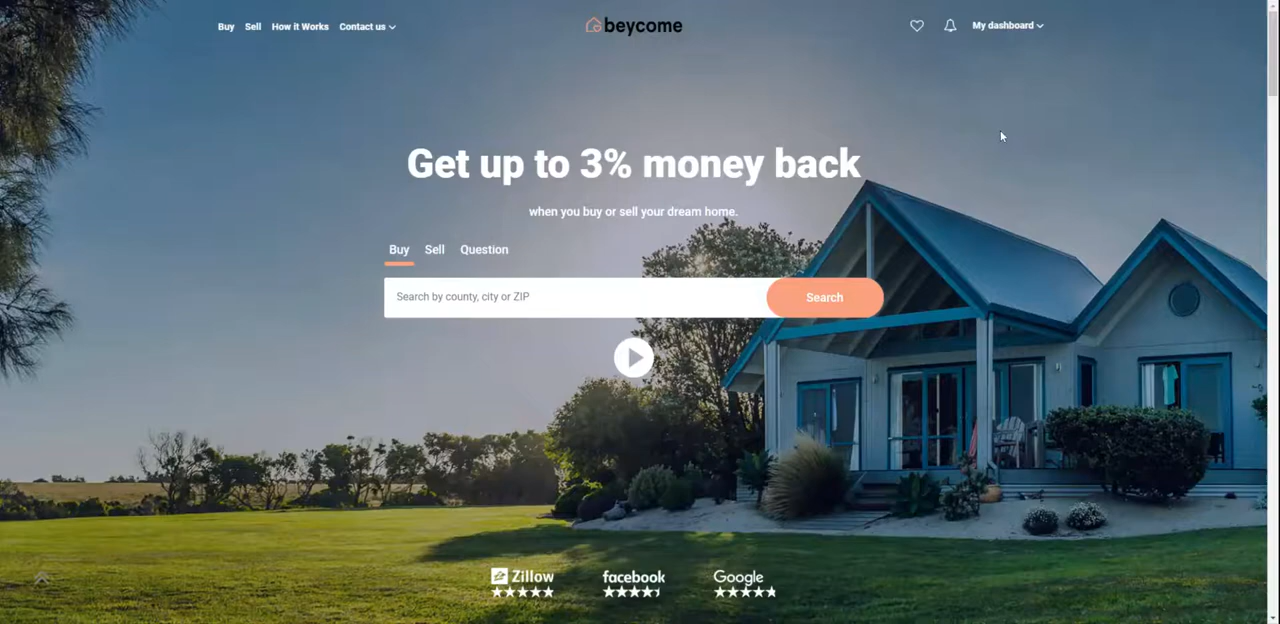 Buy Sell How it Works Contact us
beycome
My dashboard
Get up to 3% money back
when you buy or sell your dream home.
Buy Sell Question
Search by county, city or ZIP
Search
Zillow
facebook
Google